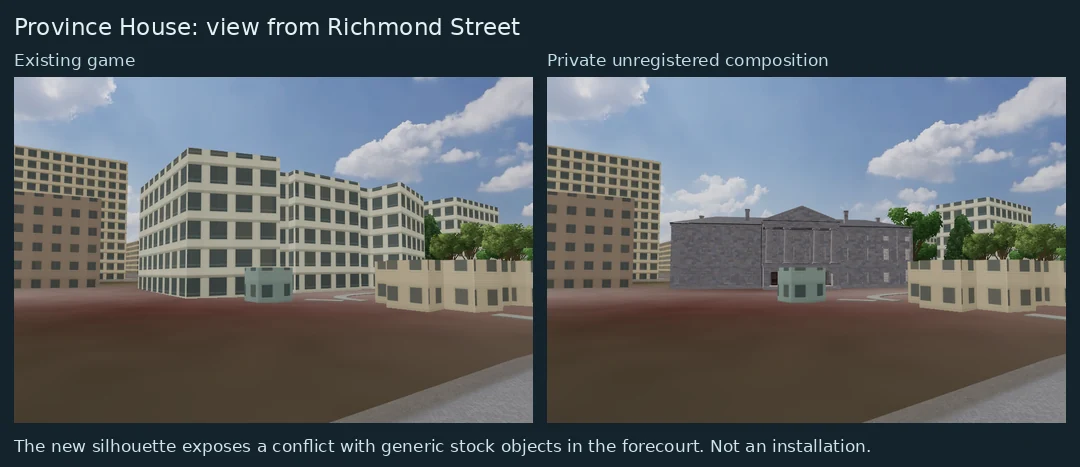 Province House: view from Richmond Street
Existing game
Private unregistered composition
The new silhouette exposes a conflict with generic stock objects in the forecourt. Not an installation.